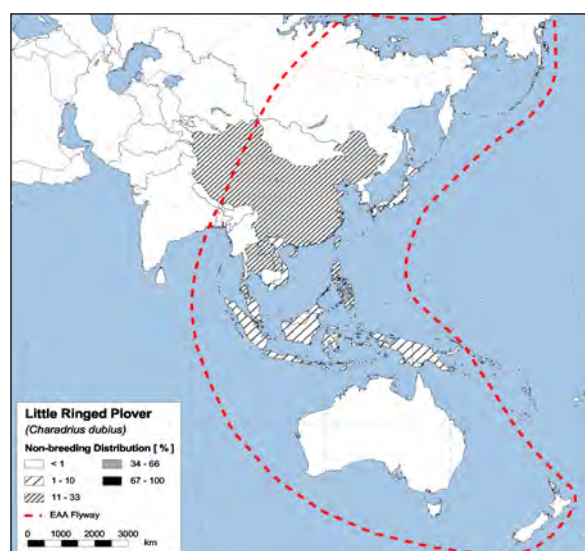 Little Ringed Plover
(Charadrius dubius)
Non-breeding Distribution [ % ]
< 1 34 - 66
1 - 10 67 - 100
11 - 33
EAA Flyway
0 1000 2000 3000
km